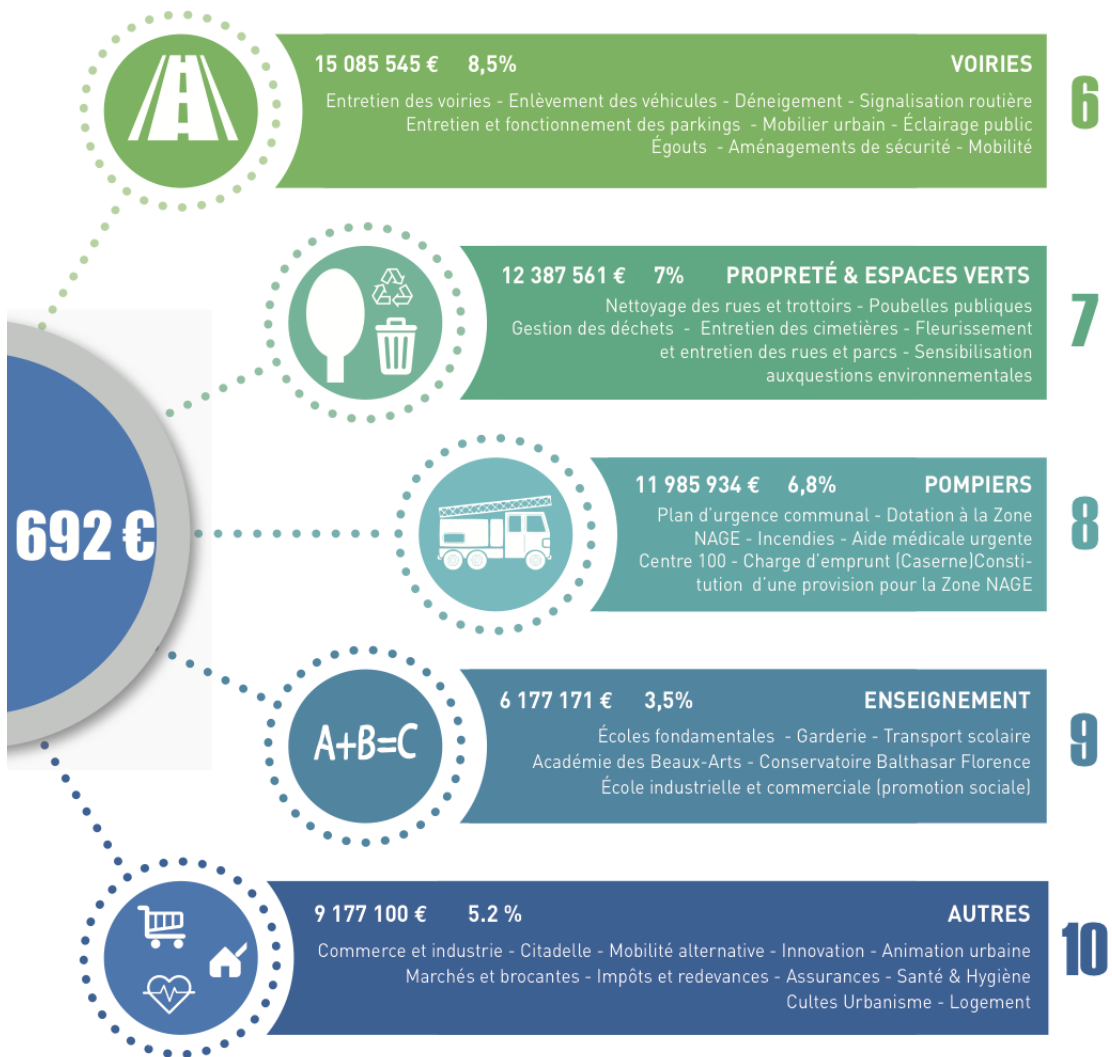 15 085 545 € 8,5% VOIRIES
Entretien des voiries - Enlèvement des véhicules - Déneigement - Signalisation routière
Entretien et fonctionnement des parkings - Mobilier urbain - Éclairage public
Égouts - Aménagements de sécurité - Mobilité
6
12 387 561 € 7% PROPRETÉ & ESPACES VERTS
Nettoyage des rues et trottoirs - Poubelles publiques
Gestion des déchets - Entretien des cimetières - Fleurissement
et entretien des rues et parcs - Sensibilisation
auxquestions environnementales
7
692 €
11 985 934 € 6,8% POMPIERS
Plan d'urgence communal - Dotation à la Zone
NAGE - Incendies - Aide médicale urgente
Centre 100 - Charge d'emprunt (Caserne)Consti-
tution d'une provision pour la Zone NAGE
8
A+B=C
6 177 171 € 3,5% ENSEIGNEMENT
Écoles fondamentales - Garderie - Transport scolaire
Académie des Beaux-Arts - Conservatoire Balthasar Florence
École industrielle et commerciale (promotion sociale)
9
9 177 100 € 5.2 % AUTRES
Commerce et industrie - Citadelle - Mobilité alternative - Innovation - Animation urbaine
Marchés et brocantes - Impôts et redevances - Assurances - Santé & Hygiène
Cultes Urbanisme - Logement
10